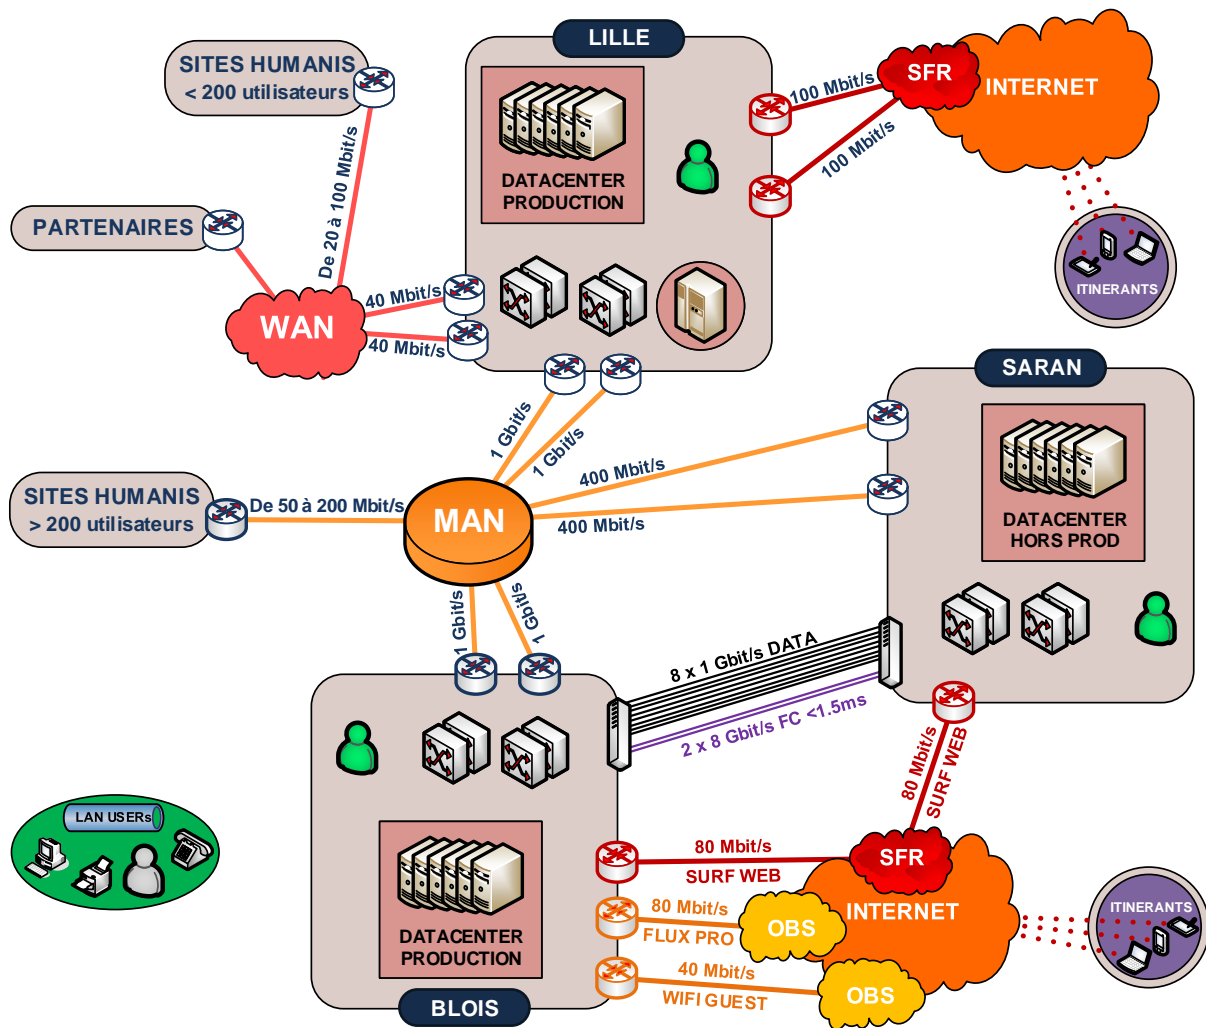 LILLE
SITES HUMANIS
< 200 utilisateurs
SFR
INTERNET
100 Mbit/s
100 Mbit/s
DATACENTER
PRODUCTION
De 20 à 100 Mbit/s
PARTENAIRES
ITINERANTS
WAN
40 Mbit/s
40 Mbit/s
SARAN
1 Gbit/s
1 Gbit/s
400 Mbit/s
400 Mbit/s
SITES HUMANIS
> 200 utilisateurs
De 50 à 200 Mbit/s
MAN
DATACENTER
HORS PROD
1 Gbit/s
1 Gbit/s
8 x 1 Gbit/s DATA
2 x 8 Gbit/s FC <1.5ms
80 Mbit/s
SURF WEB
LAN USERs
80 Mbit/s
SURF WEB
SFR
INTERNET
80 Mbit/s
FLUX PRO
OBS
ITINERANTS
DATACENTER
PRODUCTION
40 Mbit/s
WIFI GUEST
OBS
BLOIS